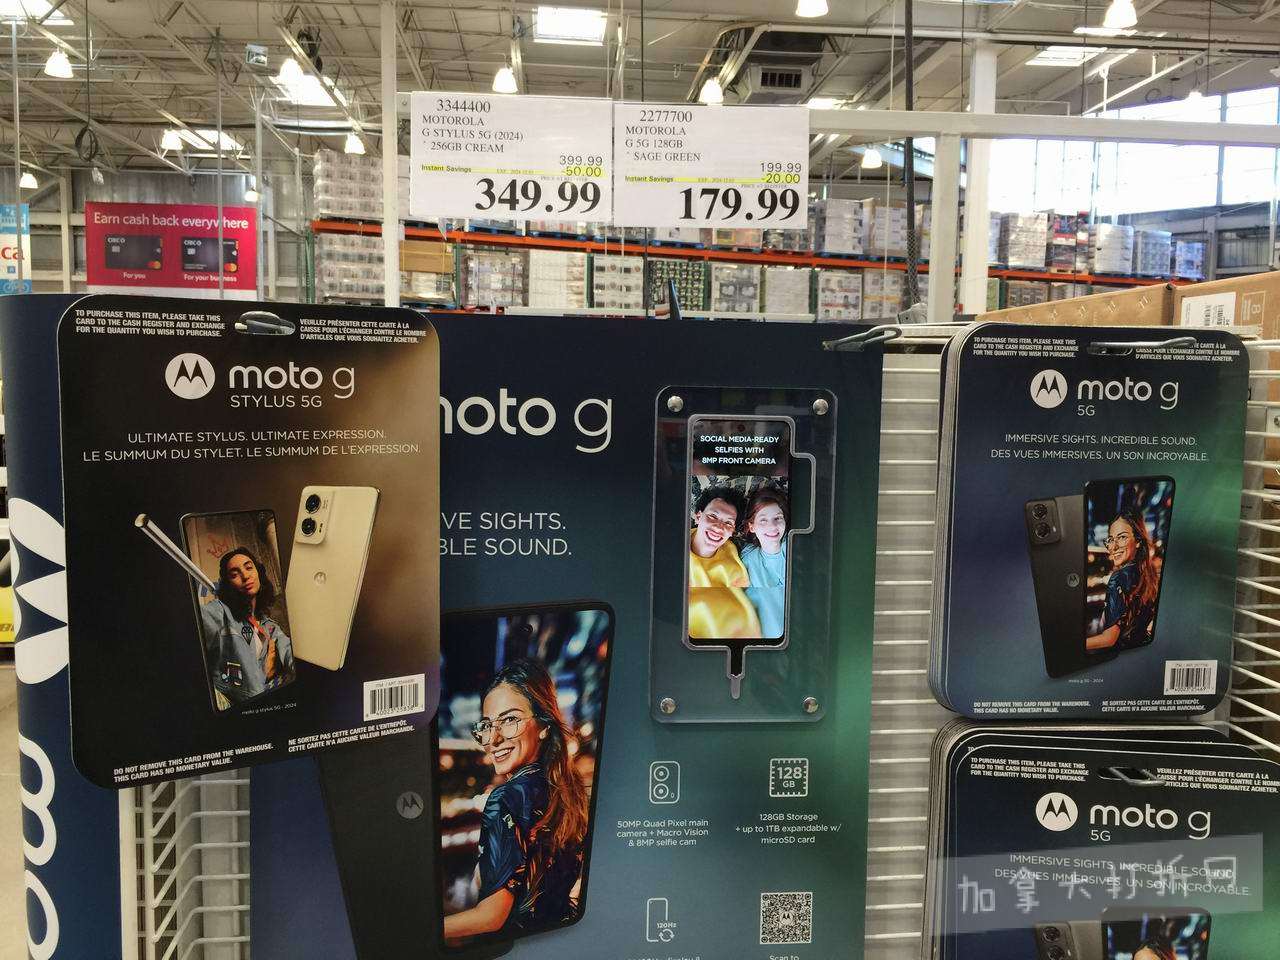 3344400
MOTOROLA
G STYLUS 5G (2024)
` 256GB CREAM
399.99
Instant Savings
-50.00
349.99
2277700
MOTOROLA
G 5G 128GB
` SAGE GREEN
199.99
Instant Savings
-20.00
179.99
Earn cash back everywhere
CIBC
CIBC
For you
For your business
TO PURCHASE THIS ITEM, PLEASE TAKE THIS
CARD TO THE CASH REGISTER AND EXCHANGE
FOR THE QUANTITY YOU WISH TO PURCHASE.
VEUILLEZ PRÉSENTER CETTE CARTE À LA
CAISSE POUR L'ÉCHANGER CONTRE LE NOMBRE
D'ARTICLES QUE VOUS SOUHAITEZ ACHETER.
moto g
STYLUS 5G
ULTIMATE STYLUS. ULTIMATE EXPRESSION.
LE SUMMUM DU STYLET. LE SUMMUM DE L'EXPRESSION.
moto g stylus 5G - 2024
DO NOT REMOVE THIS CARD FROM THE WAREHOUSE.
THIS CARD HAS NO MONETARY VALUE.
NE SORTEZ PAS CETTE CARTE DE L'ENTREPÔT.
CETTE CARTE N'A AUCUNE VALEUR MARCHANDE.
moto
noto g
VE SIGHTS.
BLE SOUND.
SOCIAL MEDIA-READY
SELFIES WITH
8MP FRONT CAMERA
50MP Quad Pixel main
camera + Macro Vision
& 8MP selfie cam
128
GB
128GB Storage
+ up to 1TB expandable w/
microSD card
120Hz
Scan to
TO PURCHASE THIS ITEM, PLEASE TAKE THIS
CARD TO THE CASH REGISTER AND EXCHANGE
FOR THE QUANTITY YOU WISH TO PURCHASE.
CAISSE POUR L'ÉCHANGER CONTRE LE NOMBRE
D'ARTICLES QUE VOUS SOUHAITEZ ACHETER.
moto g
5G
IMMERSIVE SIGHTS. INCREDIBLE SOUND.
DES VUES IMMERSIVES. UN SON INCROYABLE.
moto g 5G - 2024
DO NOT REMOVE THIS CARD FROM THE WAREHOUSE.
THIS CARD HAS NO MONETARY VALUE.
NE SORTEZ PAS CETTE CARTE DE L'ENTREPÔT.
CETTE CARTE N'A AUCUNE VALEUR MARCHANDE.
TO PURCHASE THIS ITEM, PLEASE TAKE THIS
CARD TO THE CASH REGISTER AND EXCHANGE
FOR THE QUANTITY YOU WISH TO PURCHASE.
VEUILLEZ PRÉSENTER CETTE CARTE À LA
CAISSE POUR L'ÉCHANGER CONTRE LE NOMBRE
D'ARTICLES QUE VOUS SOUHAITEZ ACHETER.
moto g
5G
IMMERSIVE SIGHTS. INCREDIBLE SOUND.
DES VUES IMMERSIVES. UN SON INCROYABLE.
加拿大打折网